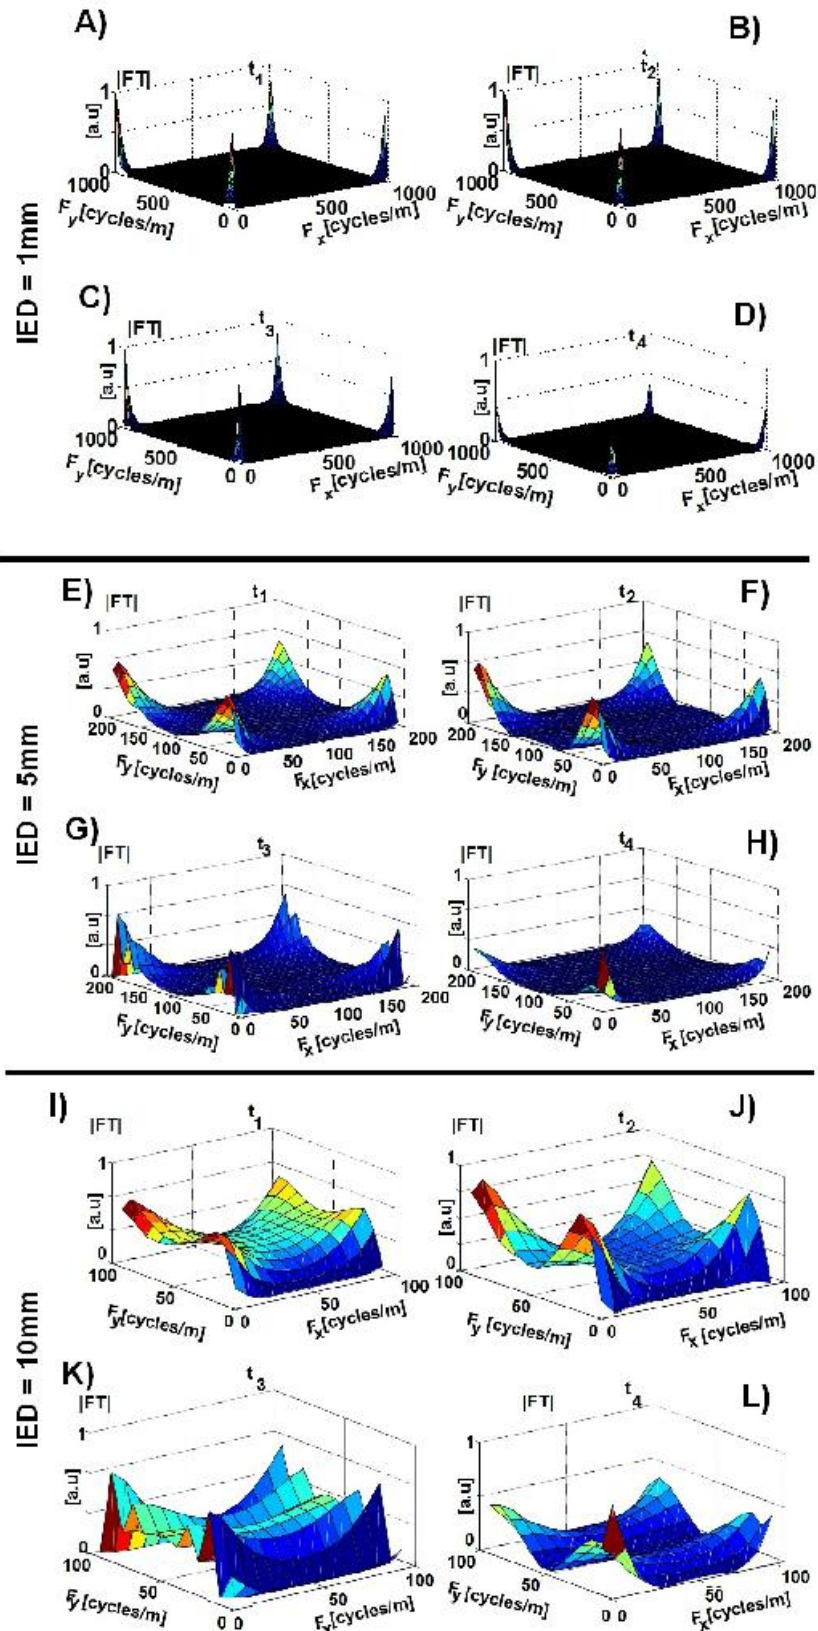 A)
B)
|FT|
t1
|FT|
t2
[a.u]
1
0
1000
500
0
Fy[cycles/m]
0
500
1000
Fx[cycles/m]
[a.u]
1
0
1000
500
0
Fy[cycles/m]
0
500
1000
Fx[cycles/m]
IED = 1mm
C)
D)
|FT|
t3
|FT|
t4
[a.u]
1
0
1000
500
0
Fy[cycles/m]
0
500
1000
Fx[cycles/m]
[a.u]
1
0
1000
500
0
Fy[cycles/m]
0
500
1000
Fx[cycles/m]
E)
F)
|FT|
t1
|FT|
t2
[a.u]
1
0
200
150
100
50
0
Fy[cycles/m]
0
50
100
150
200
Fx[cycles/m]
[a.u]
1
0
200
150
100
50
0
Fy[cycles/m]
0
50
100
150
200
Fx[cycles/m]
IED = 5mm
G)
H)
|FT|
t3
|FT|
t4
[a.u]
1
0
200
150
100
50
0
Fy[cycles/m]
0
50
100
150
200
Fx[cycles/m]
[a.u]
1
0
200
150
100
50
0
Fy[cycles/m]
0
50
100
150
200
Fx[cycles/m]
I)
J)
|FT|
t1
|FT|
t2
[a.u]
1
0
100
50
0
Fy[cycles/m]
0
50
100
Fx[cycles/m]
[a.u]
1
0
100
60
0
Fy [cycles/m]
0
50
100
Fx [cycles/m]
IED = 10mm
K)
L)
|FT|
t3
|FT|
t4
[a.u]
1
0
100
50
0
Fy[cycles/m]
0
50
100
Fx[cycles/m]
[a.u]
1
0
100
60
0
Fy[cycles/m]
0
50
100
Fx[cycles/m]